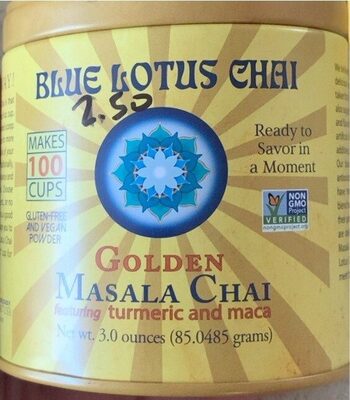 BLUE LOTUS CHAI
2.50
MAKES
100
CUPS
GLUTEN-FREE
AND VEGAN
POWDER
Ready to
Savor in
a Moment
NON
GMO
Project
VERIFIED
nongmoproject.org
GOLDEN
MASALA CHAI
featuring turmeric and maca
Net wt. 3.0 ounces (85.0485 grams)